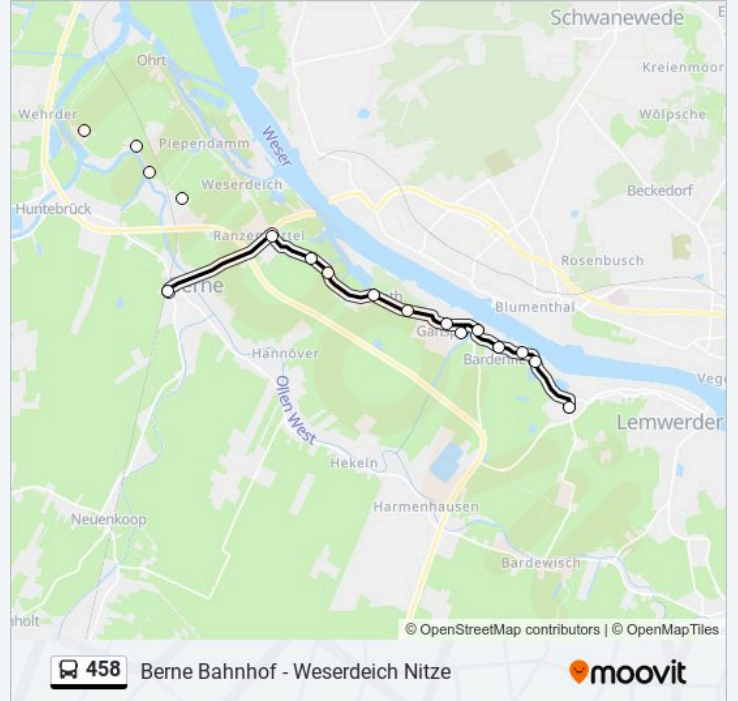 Schwanewede
Ohrt
Kreienmoor
Wehrder
Wölpsche
Piependamm
Weser
Weserdeich
Beckedorf
Huntebrück
Rosenbusch
Blumenthal
Hannöver
Ollen West
Lemwerder
Hekeln
Harmenhausen
Neuenkoop
Bardewisch
© OpenStreetMap contributors | © OpenMapTiles
458 Berne Bahnhof - Weserdeich Nitze
moovit